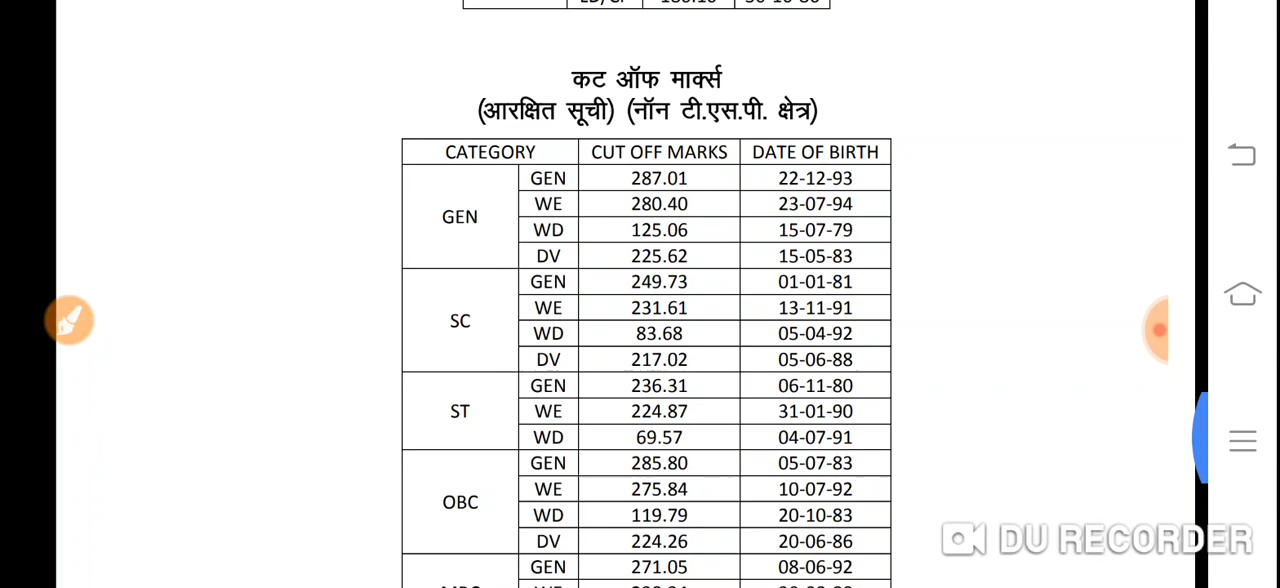 कट ऑफ मार्क्स
(आरक्षित सूची) (नॉन टी.एस.पी. क्षेत्र)
CATEGORY CUT OFF MARKS DATE OF BIRTH
GEN GEN 287.01 22-12-93
WE 280.40 23-07-94
WD 125.06 15-07-79
DV 225.62 15-05-83
SC GEN 249.73 01-01-81
WE 231.61 13-11-91
WD 83.68 05-04-92
DV 217.02 05-06-88
ST GEN 236.31 06-11-80
WE 224.87 31-01-90
WD 69.57 04-07-91
OBC GEN 285.80 05-07-83
WE 275.84 10-07-92
WD 119.79 20-10-83
DV 224.26 20-06-86
GEN 271.05 08-06-92
DU RECORDER